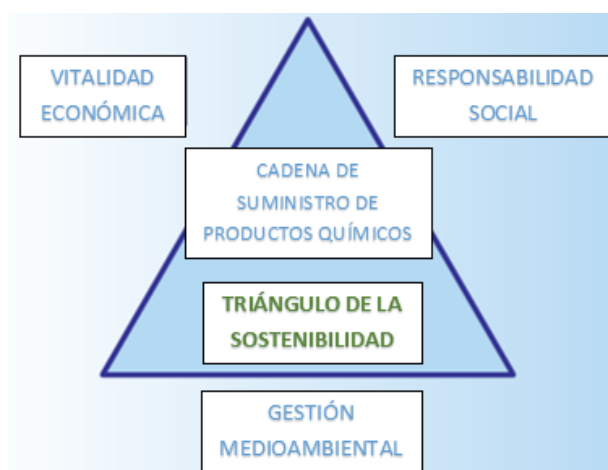 VITALIDAD
ECONÓMICA
RESPONSABILIDAD
SOCIAL
CADENA DE
SUMINISTRO DE
PRODUCTOS QUÍMICOS
TRIÁNGULO DE LA
SOSTENIBILIDAD
GESTIÓN
MEDIOAMBIENTAL